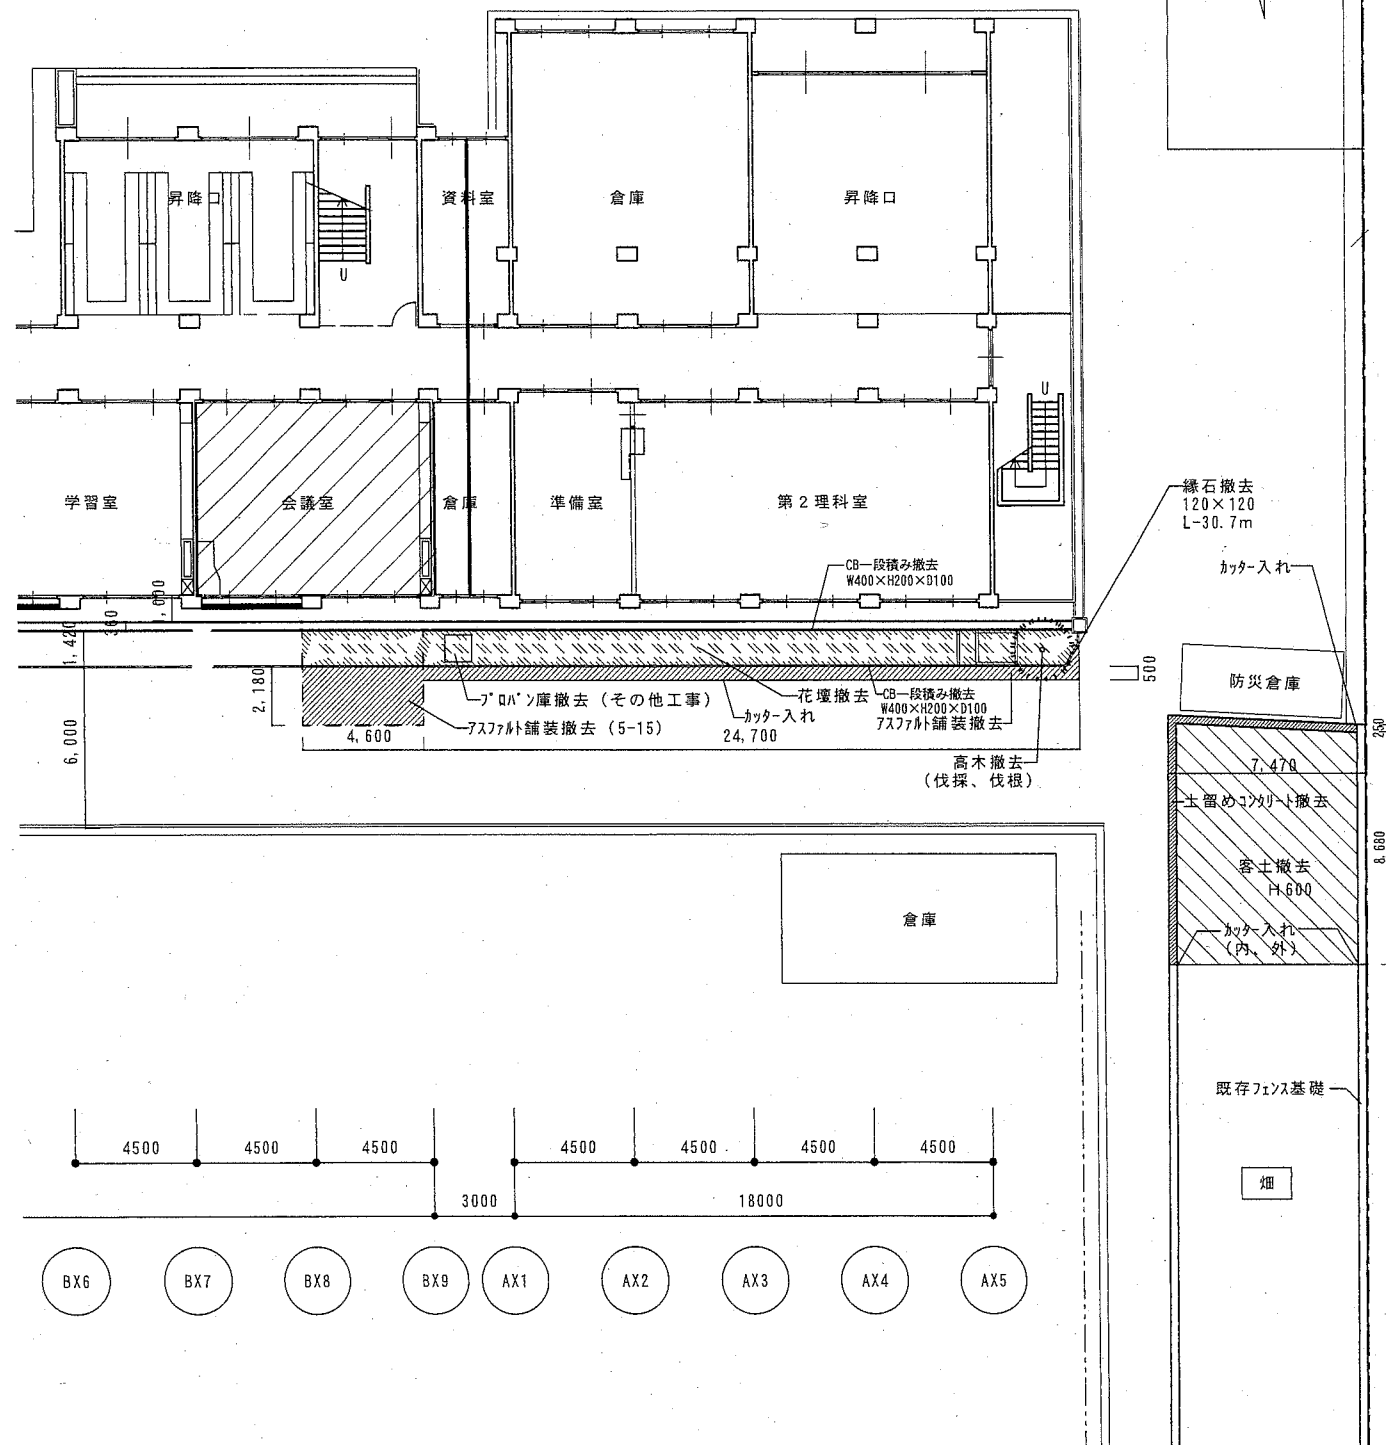 昇降口
資料室
倉庫
昇降口
U
U
学習室
会議室
倉庫
準備室
第2理科室
縁石撤去
120×120
L-30.7m
カッター入れ
CB一段積み撤去
W400×H200×D100
360
1,420
2,180
6,000
500
防災倉庫
プロパン庫撤去（その他工事）
花壇撤去
CB一段積み撤去
W400×H200×D100
アスファルト舗装撤去（5-15）
カッター入れ
アスファルト舗装撤去
4,600
24,700
高木撤去
（伐採、伐根）
250
7,470
土留めコンクリート撤去
8,680
客土撤去
H600
カッター入れ
（内、外）
倉庫
既存フェンス基礎
畑
4500
4500
4500
4500
4500
4500
4500
3000
18000
BX6
BX7
BX8
BX9
AX1
AX2
AX3
AX4
AX5